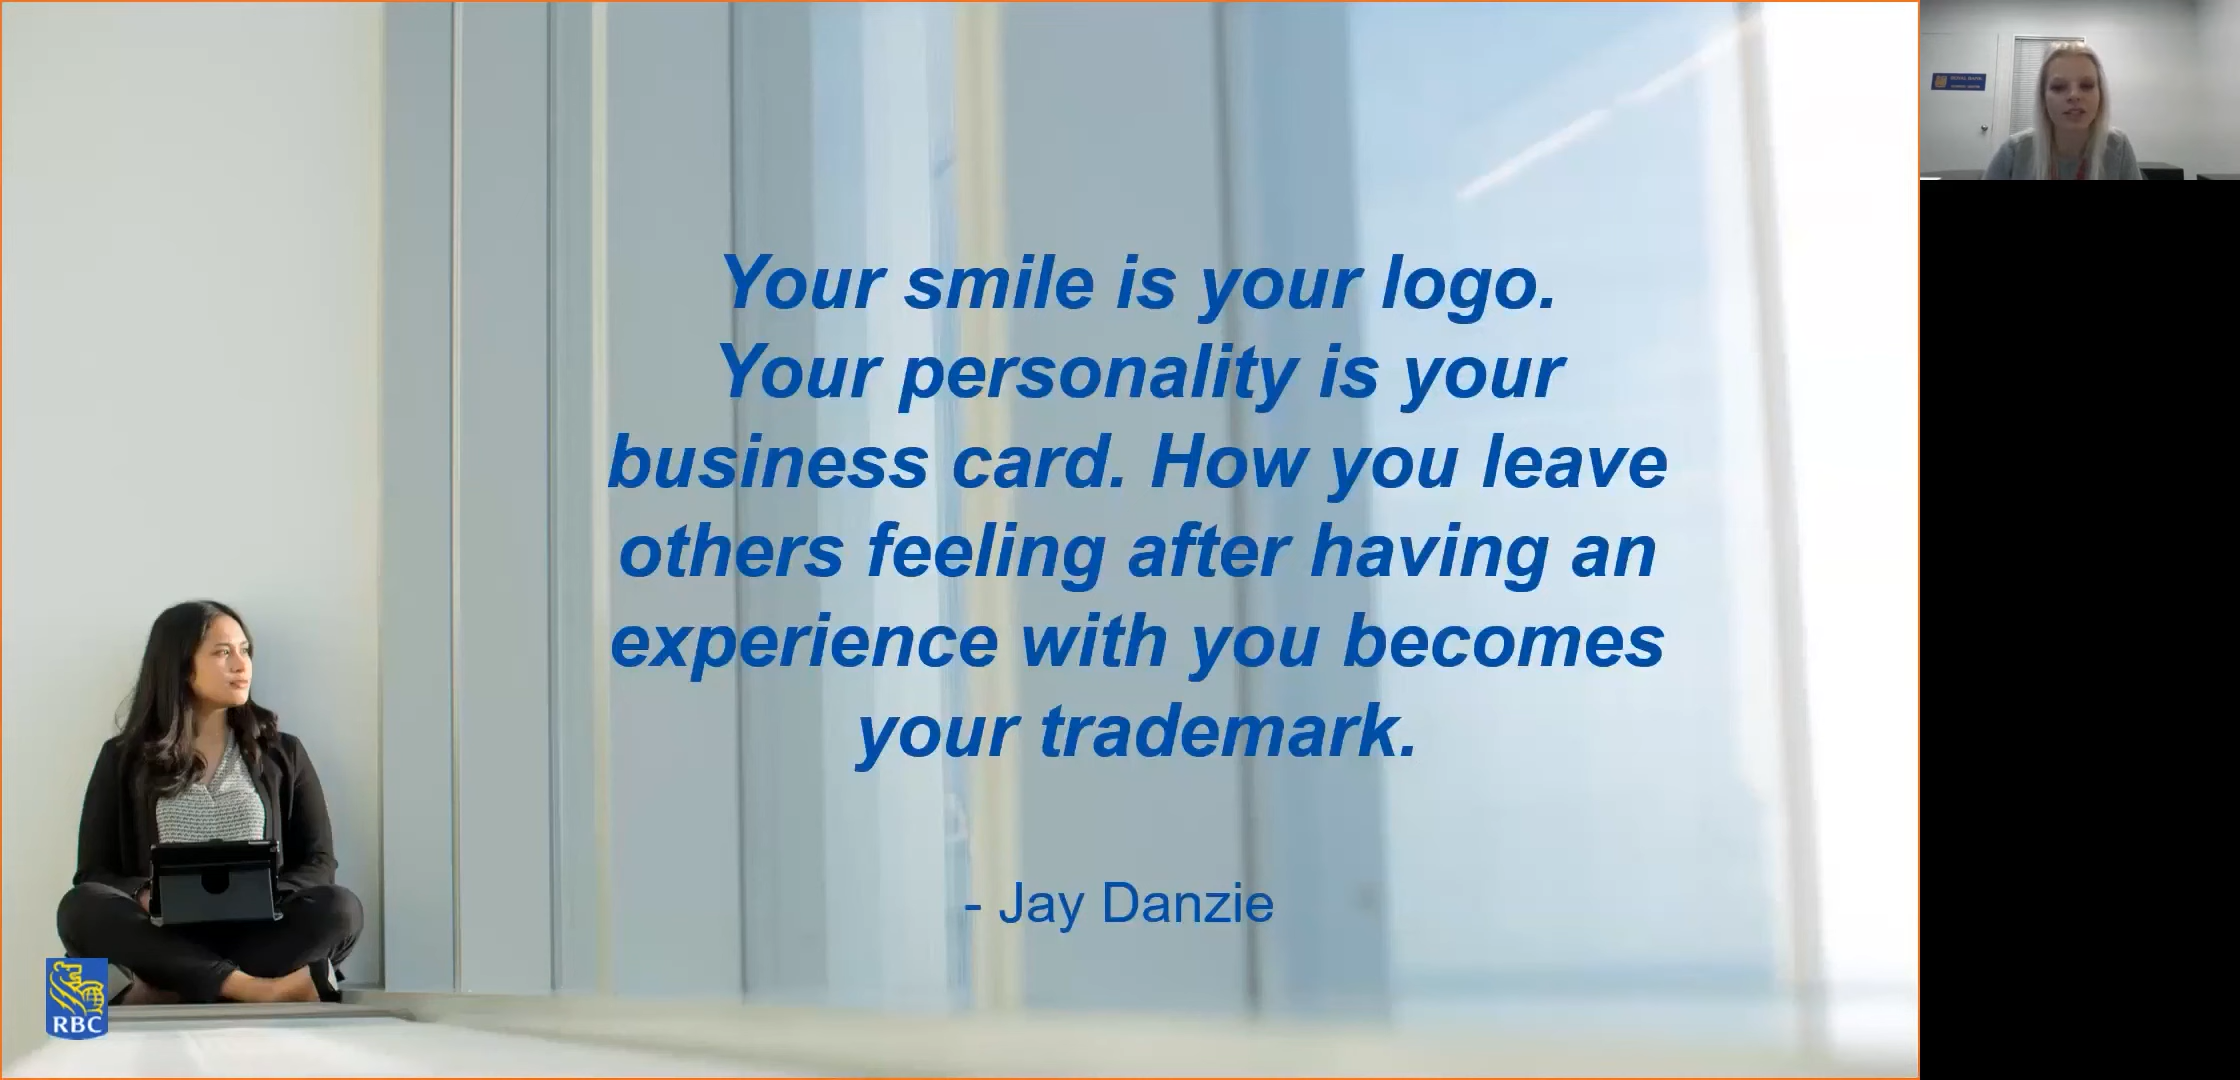 Your smile is your logo.
Your personality is your
business card. How you leave
others feeling after having an
experience with you becomes
your trademark.
- Jay Danzie
RBC